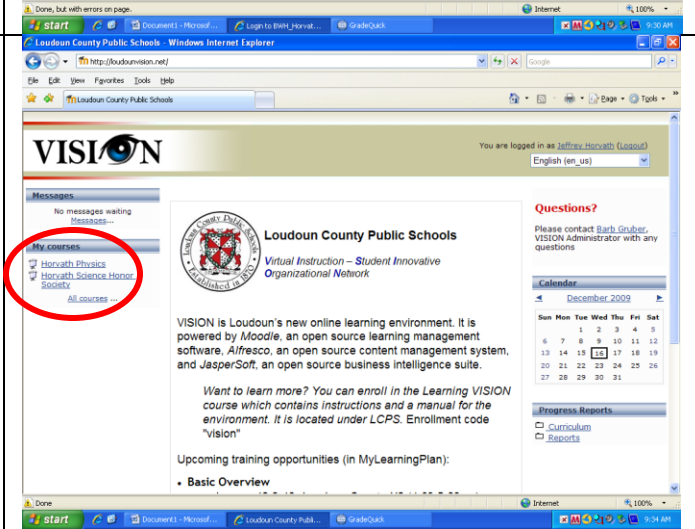 Done, but with errors on page.
Internet
100%
start
Document1 - Microsof...
Login to BWH_Horvat...
GradeQuick
9:30 AM
Loudoun County Public Schools - Windows Internet Explorer
http://loudounvision.net/
Google
File Edit View Favorites Tools Help
Loudoun County Public Schools
Page Tools
VISION
You are logged in as Jeffrey Horvath (Logout)
English (en_us)
Messages
No messages waiting
Messages...
My courses
Horvath Physics
Horvath Science Honor
Society
All courses ...
Loudoun County Public Schools
Established in 1870
Loudoun County Public Schools
Virtual Instruction – Student Innovative
Organizational Network
VISION is Loudoun's new online learning environment. It is
powered by Moodle, an open source learning management
software, Alfresco, an open source content management system,
and JasperSoft, an open source business intelligence suite.
Want to learn more? You can enroll in the Learning VISION
course which contains instructions and a manual for the
environment. It is located under LCPS. Enrollment code
"vision"
Upcoming training opportunities (in MyLearningPlan):
• Basic Overview
Questions?
Please contact Barb Gruber,
VISION Administrator with any
questions
Calendar
◄ December 2009 ►
Sun Mon Tue Wed Thu Fri Sat
1 2 3 4 5
6 7 8 9 10 11 12
13 14 15 16 17 18 19
20 21 22 23 24 25 26
27 28 29 30 31
Progress Reports
Curriculum
Reports
Done
Internet
100%
start
Document1 - Microsof...
Loudoun County Publi...
GradeQuick
9:34 AM